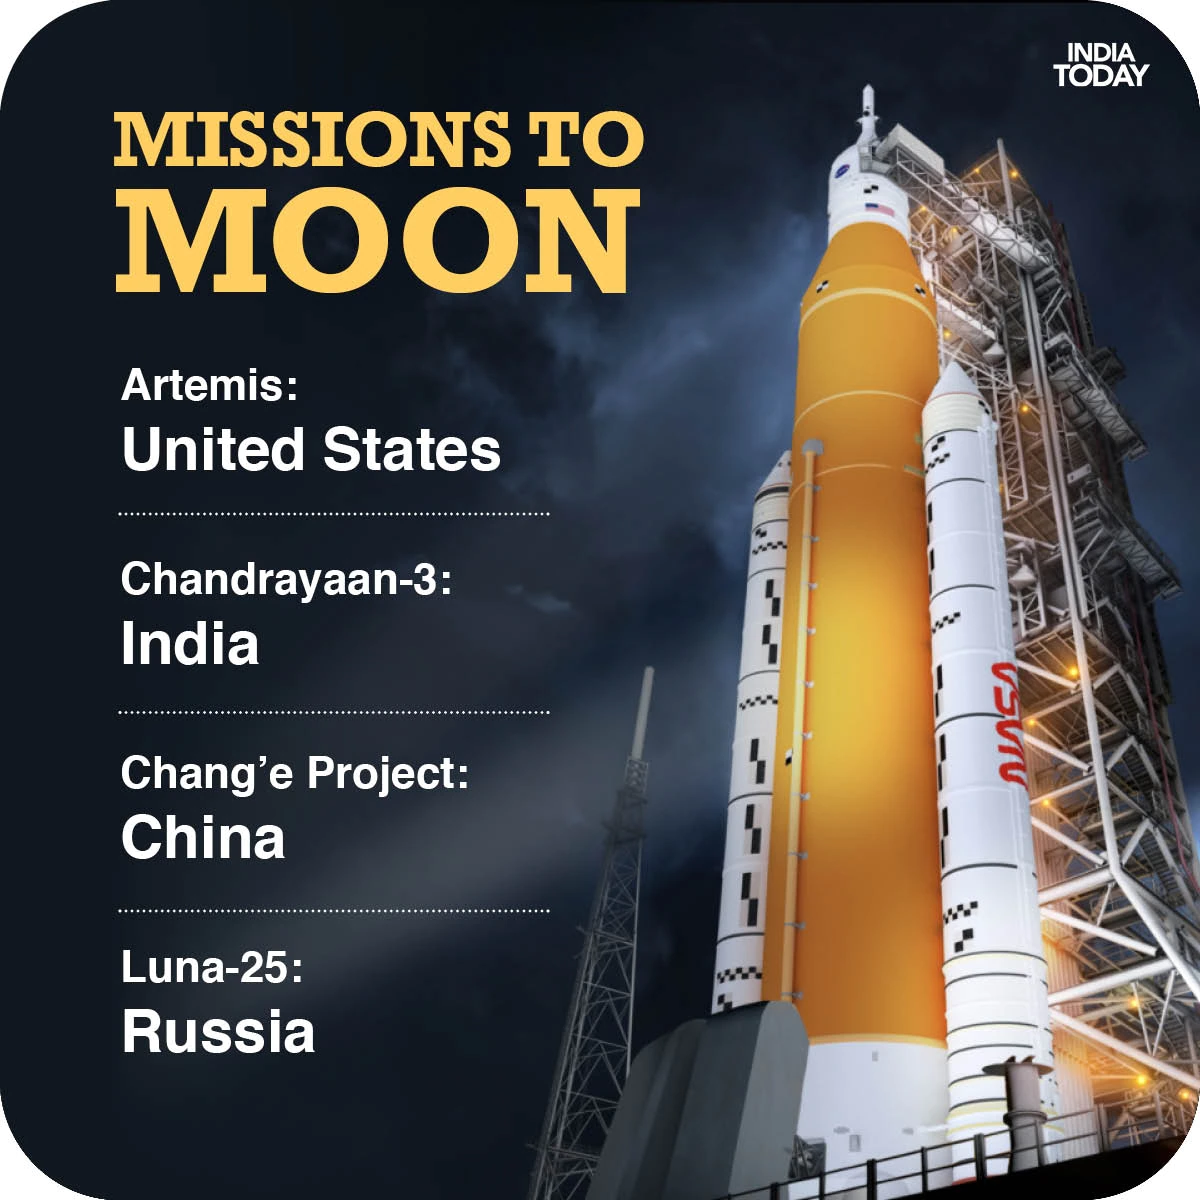 INDIA
TODAY
MISSIONS TO
MOON
Artemis:
United States
Chandrayaan-3:
India
Chang’e Project:
China
Luna-25:
Russia
NASA